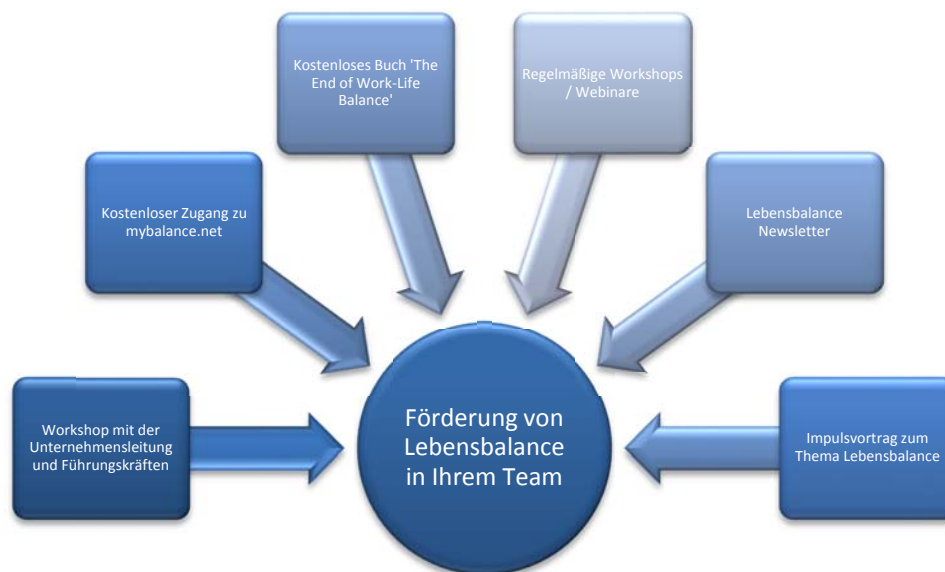 Kostenloses Buch 'The
End of Work-Life
Balance'
Regelmäßige Workshops
/ Webinare
Kostenloser Zugang zu
mybalance.net
Lebensbalance
Newsletter
Workshop mit der
Unternehmensleitung
und Führungskräften
Förderung von
Lebensbalance
in Ihrem Team
Impulsvortrag zum
Thema Lebensbalance